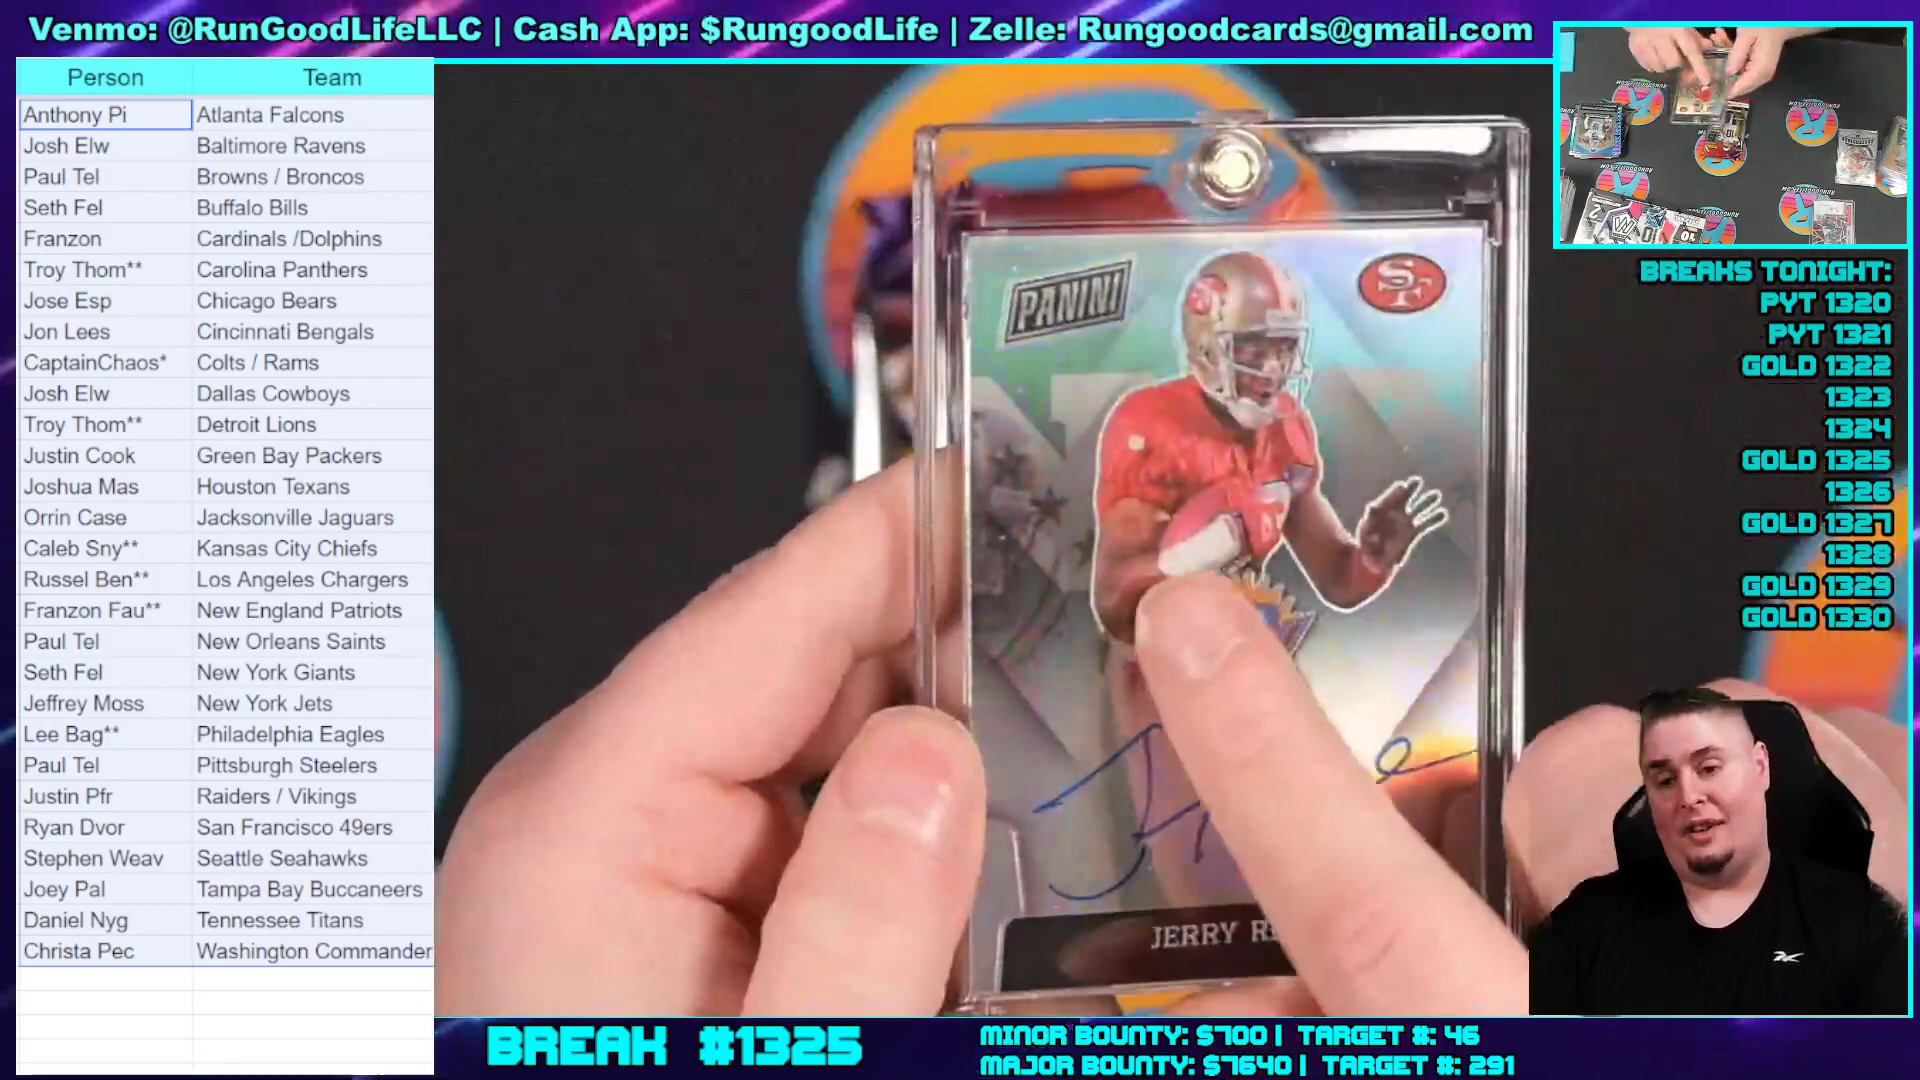 Venmo: @RunGoodLifeLLC | Cash App: $RungoodLife | Zelle: Rungoodcards@gmail.com
Person Team
Anthony Pi Atlanta Falcons
Josh Elw Baltimore Ravens
Paul Tel Browns / Broncos
Seth Fel Buffalo Bills
Franzon Cardinals /Dolphins
Troy Thom** Carolina Panthers
Jose Esp Chicago Bears
Jon Lees Cincinnati Bengals
CaptainChaos* Colts / Rams
Josh Elw Dallas Cowboys
Troy Thom** Detroit Lions
Justin Cook Green Bay Packers
Joshua Mas Houston Texans
Orrin Case Jacksonville Jaguars
Caleb Sny** Kansas City Chiefs
Russel Ben** Los Angeles Chargers
Franzon Fau** New England Patriots
Paul Tel New Orleans Saints
Seth Fel New York Giants
Jeffrey Moss New York Jets
Lee Bag** Philadelphia Eagles
Paul Tel Pittsburgh Steelers
Justin Pfr Raiders / Vikings
Ryan Dvor San Francisco 49ers
Stephen Weav Seattle Seahawks
Joey Pal Tampa Bay Buccaneers
Daniel Nyg Tennessee Titans
Christa Pec Washington Commander
PANINI
SF
JERRY
BREAKS TONIGHT:
PYT 1320
PYT 1321
GOLD 1322
1323
1324
GOLD 1325
1326
GOLD 1327
1328
GOLD 1329
GOLD 1330
BREAK #1325
MINOR BOUNTY: $700 | TARGET #: 46
MAJOR BOUNTY: $7640 | TARGET #: 291